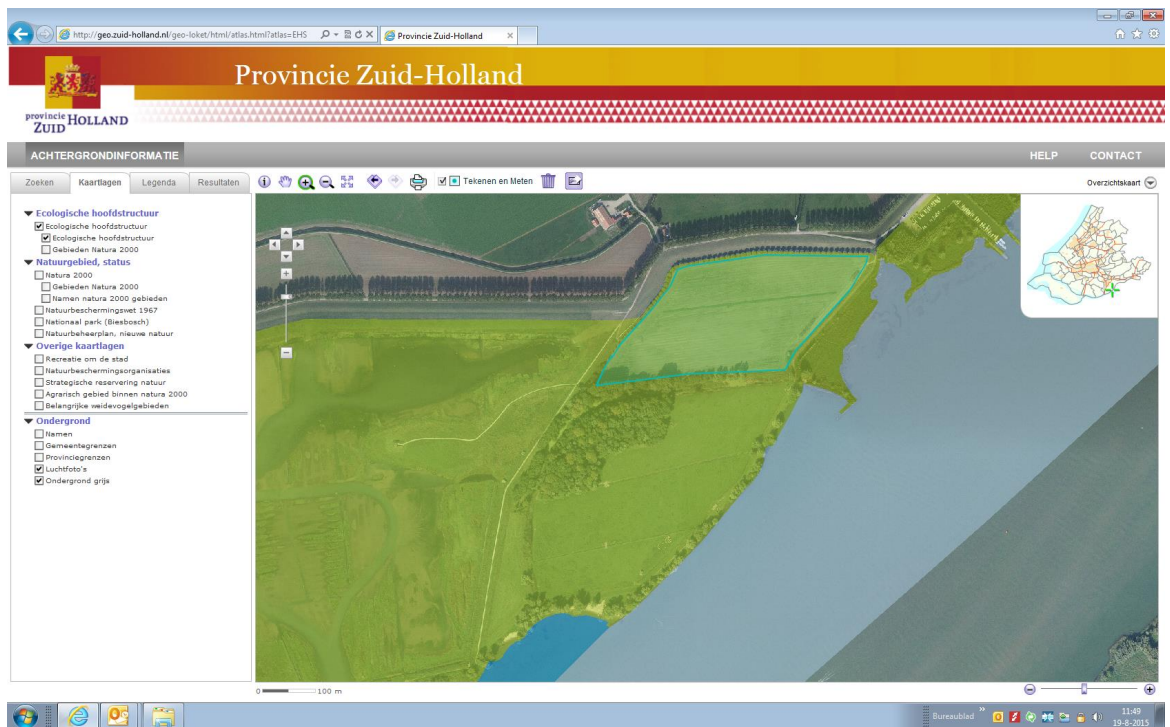 http://geo.zuid-holland.nl/geo-loket/html/atlas.html?atlas=EHS
Provincie Zuid-Holland
Provincie Zuid-Holland
provincie
ZUID HOLLAND
ACHTERGRONDINFORMATIE
HELP
CONTACT
Zoeken
Kaartlagen
Legenda
Resultaten
Tekenen en Meten
Overzichtskaart
Ecologische hoofdstructuur
Ecologische hoofdstructuur
Ecologische hoofdstructuur
Gebieden Natura 2000
Natuurgebied, status
Natura 2000
Gebieden Natura 2000
Namen natura 2000 gebieden
Natuurbeschermingswet 1967
Nationaal park (Biesbosch)
Natuurbeheerplan, nieuwe natuur
Overige kaartlagen
Recreatie om de stad
Natuurbeschermingsorganisaties
Strategische reservering natuur
Agrarisch gebied binnen natura 2000
Belangrijke weidevogelgebieden
Ondergrond
Namen
Gemeentegrenzen
Provinciegrenzen
Luchtfoto's
Ondergrond grijs
0 100 m
Bureaublad
11:49
19-8-2015